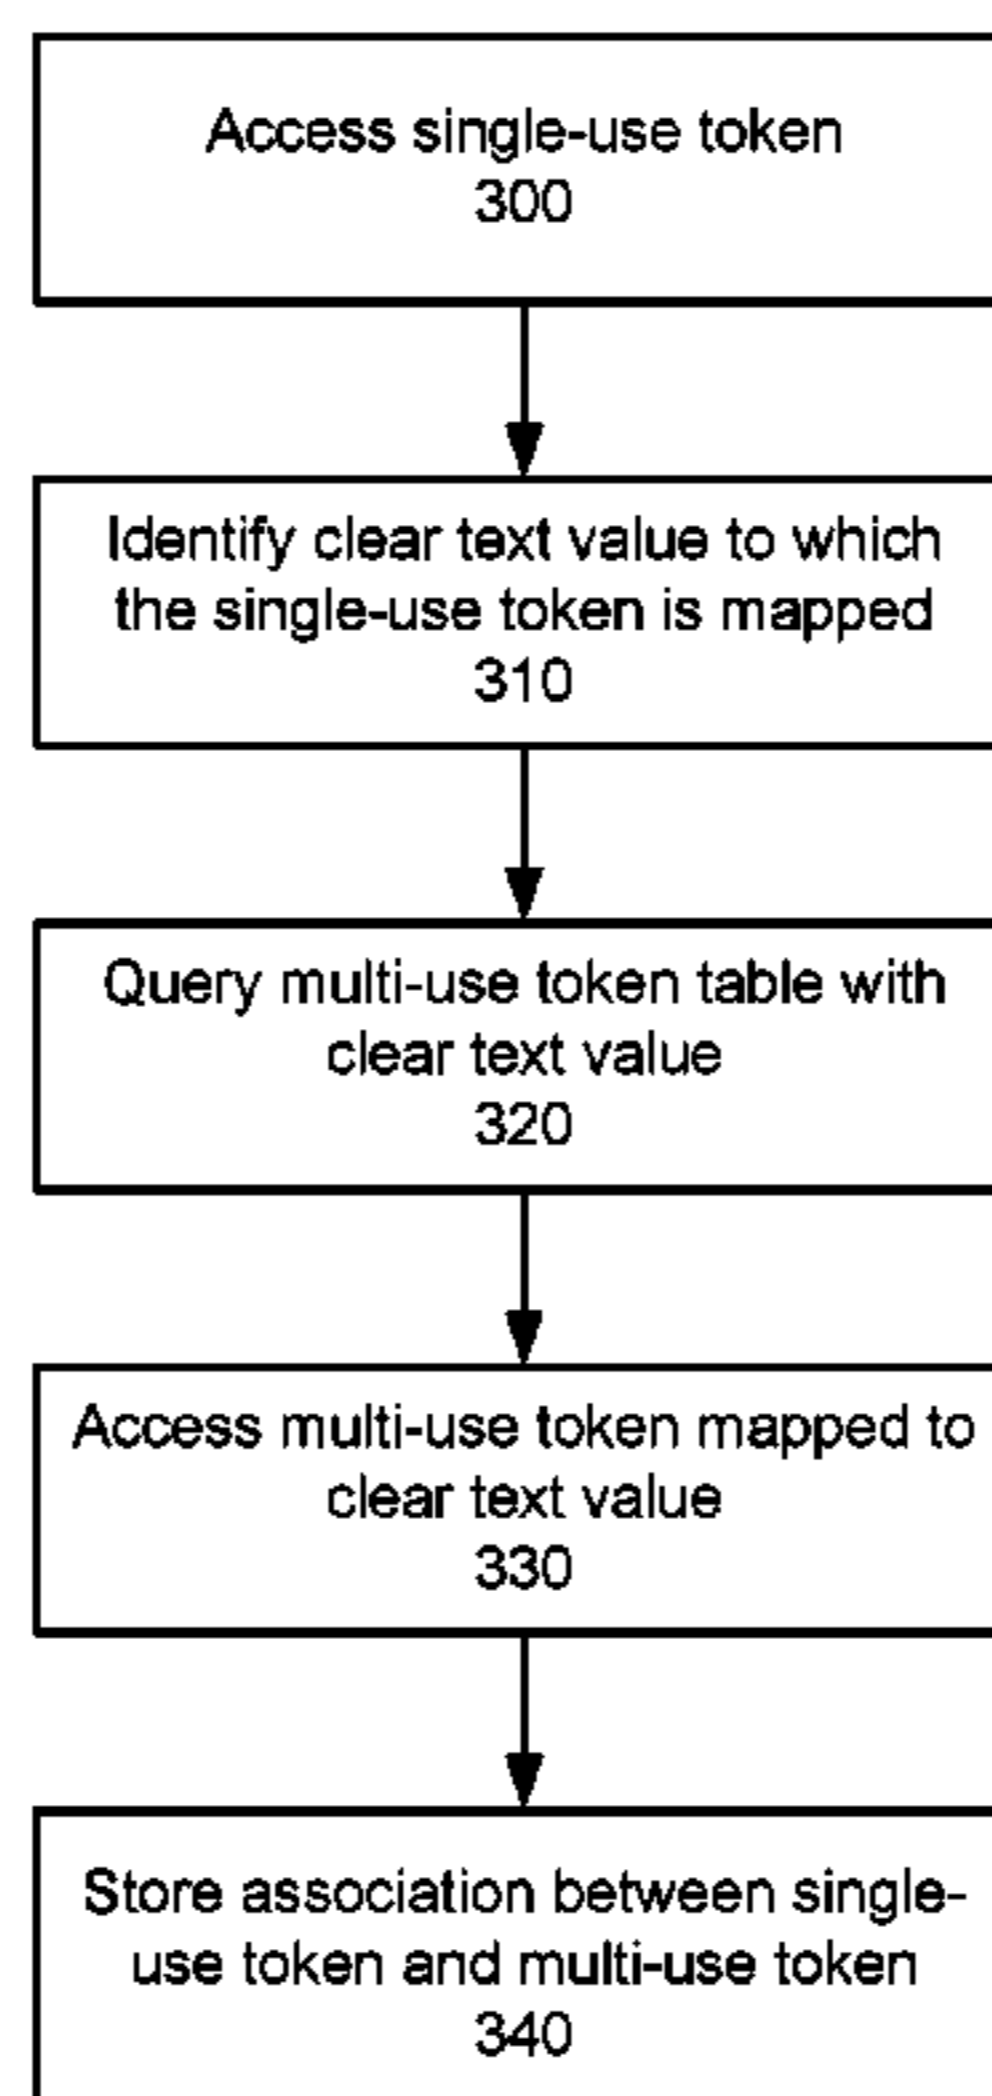 Access single-use token
300
Identify clear text value to which
the single-use token is mapped
310
Query multi-use token table with
clear text value
320
Access multi-use token mapped to
clear text value
330
Store association between single-
use token and multi-use token
340